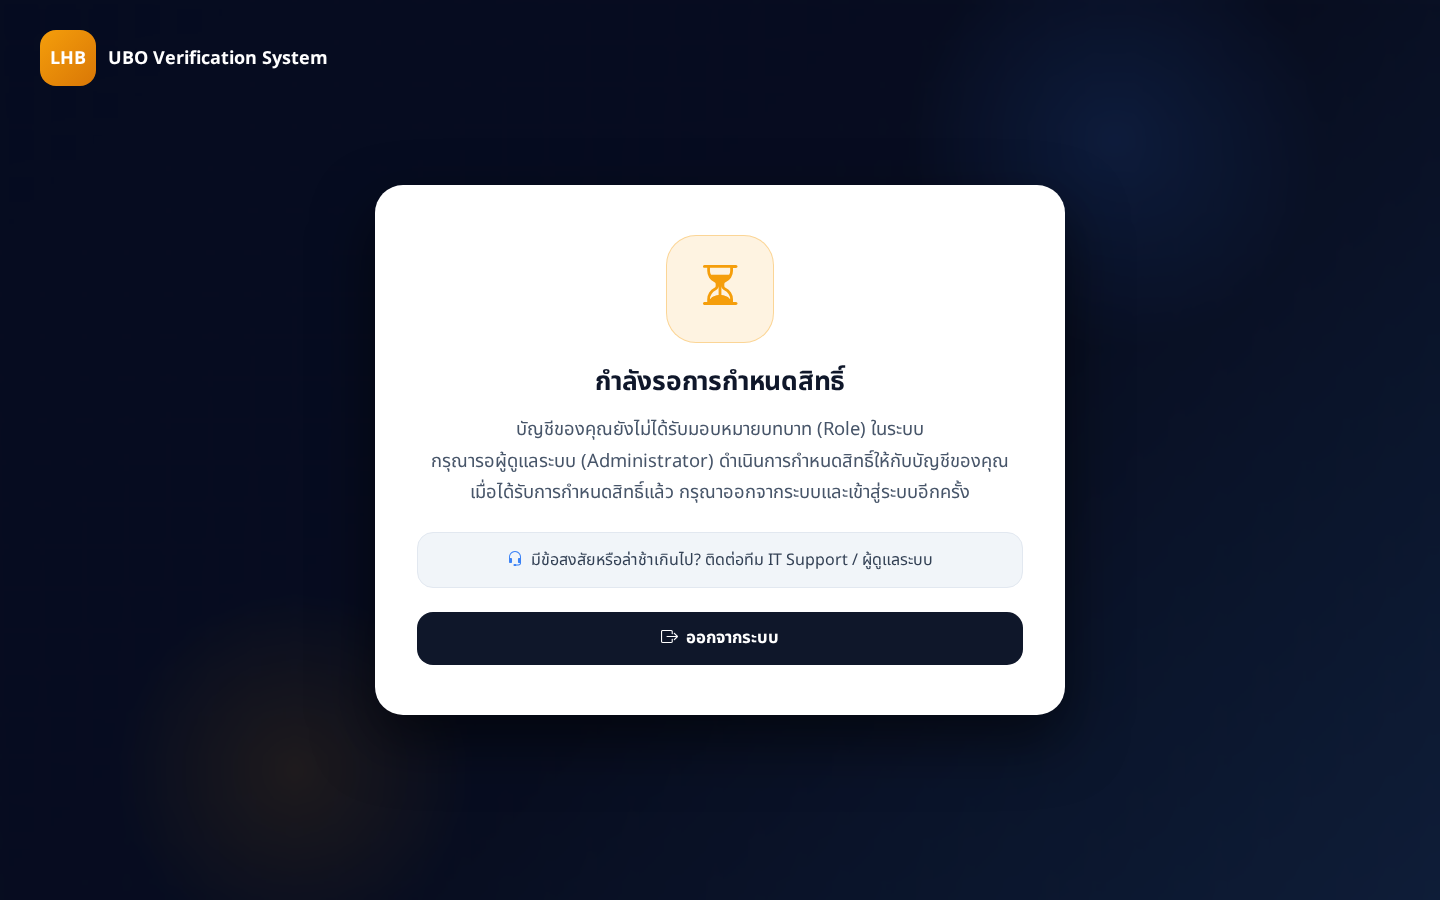 LHB
UBO Verification System
กำลังรอการกำหนดสิทธิ์
บัญชีของคุณยังไม่ได้รับมอบหมายบทบาท (Role) ในระบบ
กรุณารอผู้ดูแลระบบ (Administrator) ดำเนินการกำหนดสิทธิ์ให้กับบัญชีของคุณ
เมื่อได้รับการกำหนดสิทธิ์แล้ว กรุณาออกจากระบบและเข้าสู่ระบบอีกครั้ง
มีข้อสงสัยหรือล่าช้าเกินไป? ติดต่อทีม IT Support / ผู้ดูแลระบบ
ออกจากระบบ